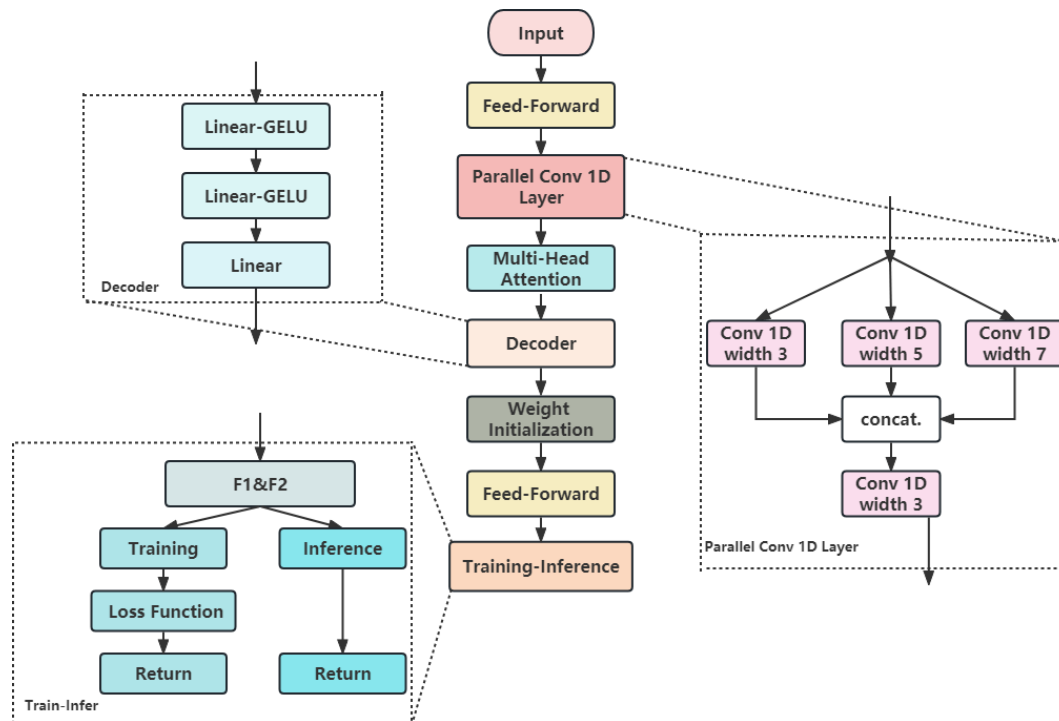 Input
Feed-Forward
Parallel Conv 1D
Layer
Multi-Head
Attention
Decoder
Weight
Initialization
Feed-Forward
Training-Inference
Linear-GELU
Linear-GELU
Linear
Decoder
F1&F2
Training
Inference
Loss Function
Return
Return
Train-Infer
Conv 1D
width 3
Conv 1D
width 5
Conv 1D
width 7
concat.
Conv 1D
width 3
Parallel Conv 1D Layer